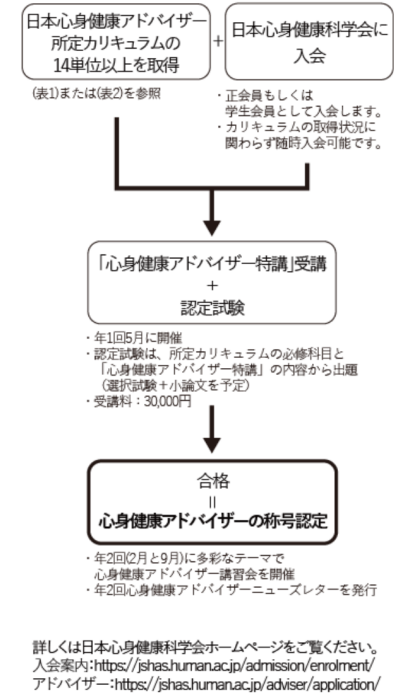 日本心身健康アドバイザー
所定カリキュラムの
14単位以上を取得
+
日本心身健康科学会に
入会
(表1)または(表2)を参照
・正会員もしくは
学生会員として入会します。
・カリキュラムの取得状況に
関わらず随時入会可能です。
「心身健康アドバイザー特講」受講
+
認定試験
・年1回5月に開催
・認定試験は、所定カリキュラムの必修科目と
「心身健康アドバイザー特講」の内容から出題
（選択試験＋小論文を予定）
・受講料：30,000円
合格
||
心身健康アドバイザーの称号認定
・年2回(2月と9月)に多彩なテーマで
心身健康アドバイザー講習会を開催
・年2回心身健康アドバイザーニューズレターを発行
詳しくは日本心身健康科学会ホームページをご覧ください。
入会案内:https://jshas.human.ac.jp/admission/enrolment/
アドバイザー:https://jshas.human.ac.jp/adviser/application/